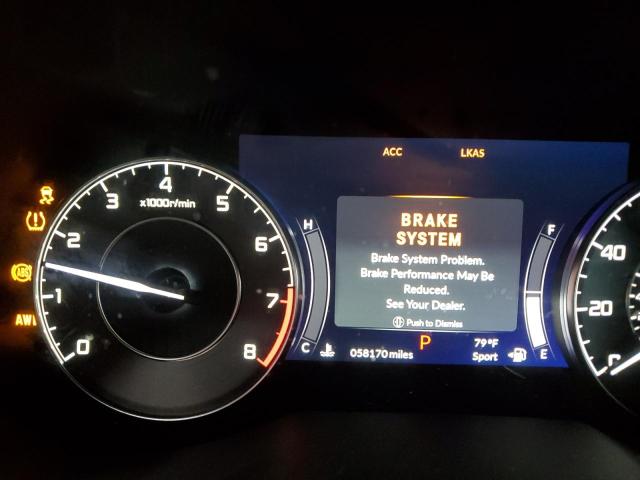 ACC LKAS
4
3 5
x1000r/min
2 6
1 7
0 8
ABS
H
C
BRAKE
SYSTEM
Brake System Problem.
Brake Performance May Be
Reduced.
See Your Dealer.
Push to Dismiss
F
E
058170 miles
P
79°F
Sport
40
20
0